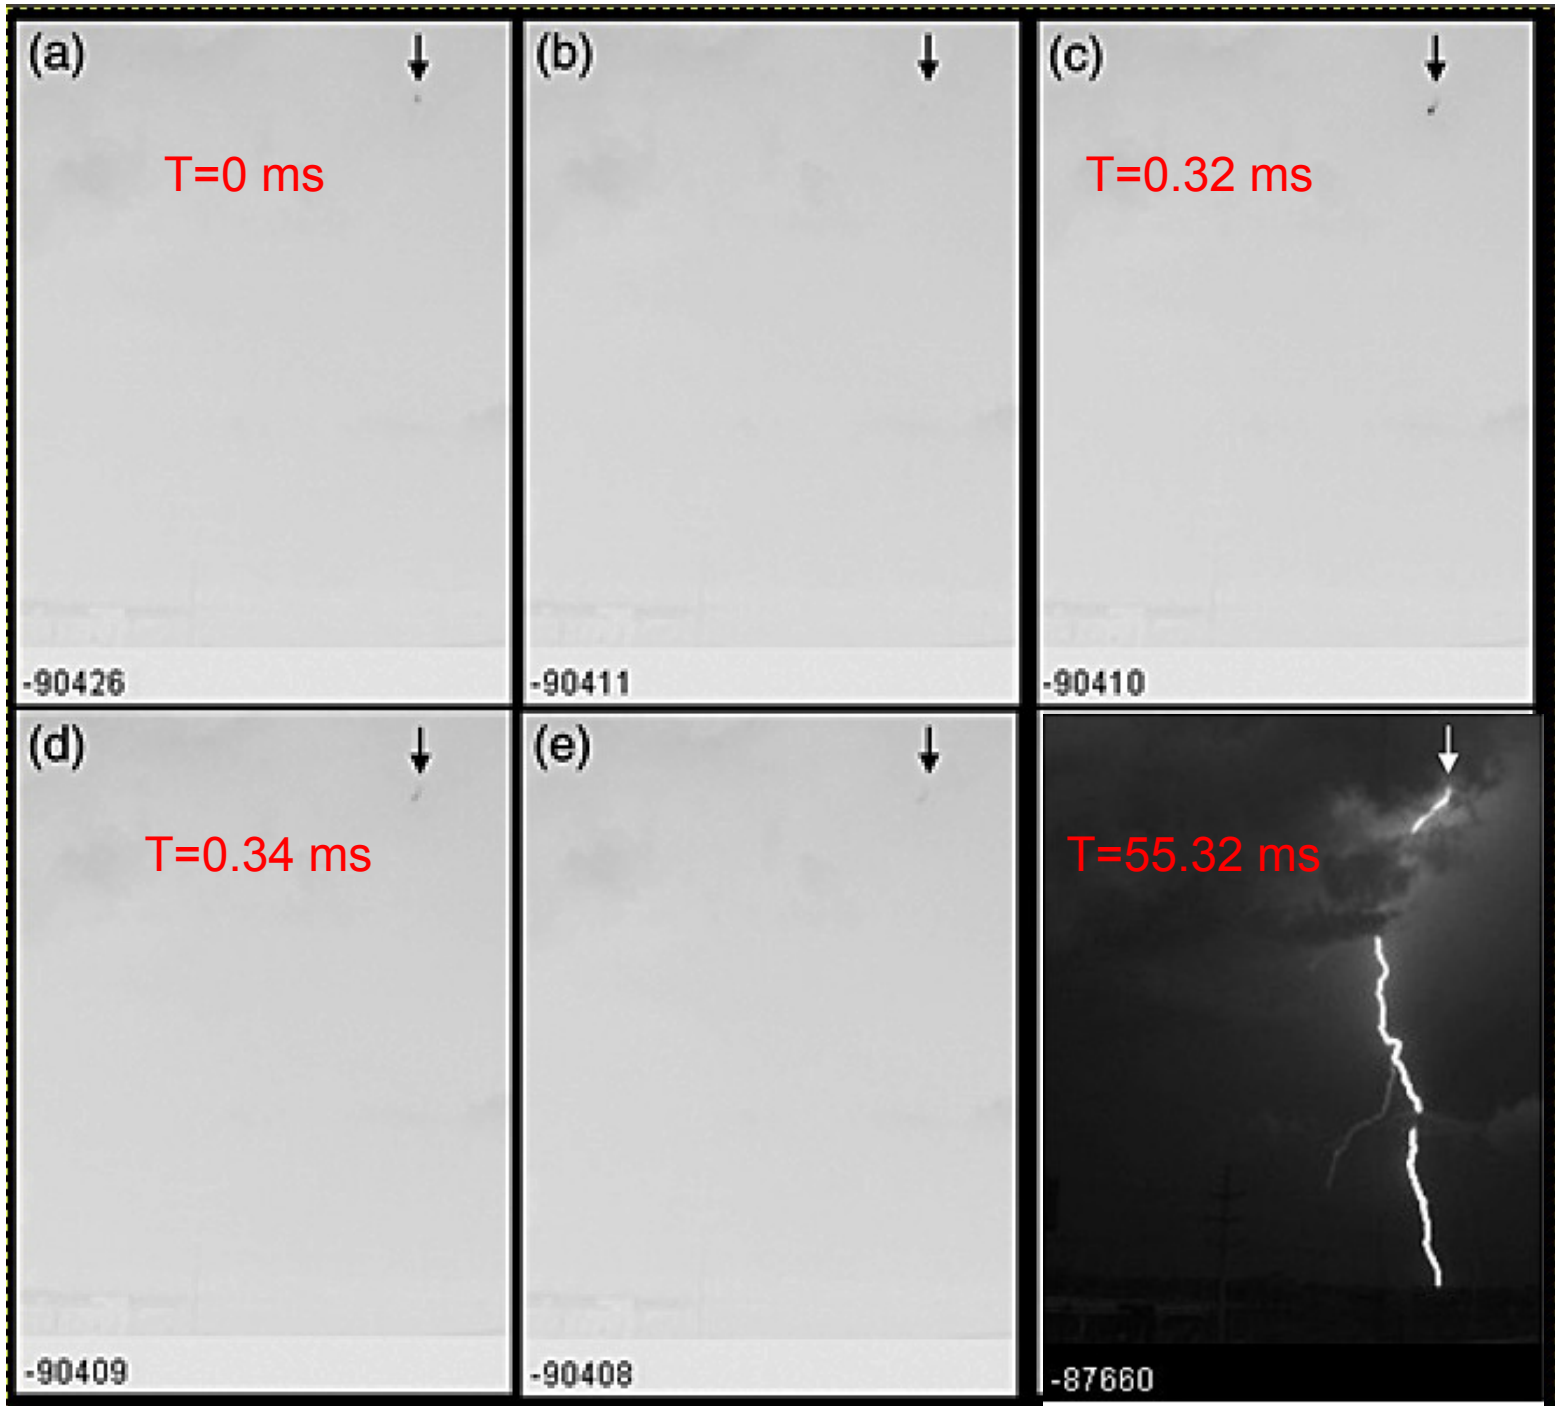 (a)
T=0 ms
-90426
(b)
-90411
(c)
T=0.32 ms
-90410
(d)
T=0.34 ms
-90409
(e)
-90408
T=55.32 ms
-87660